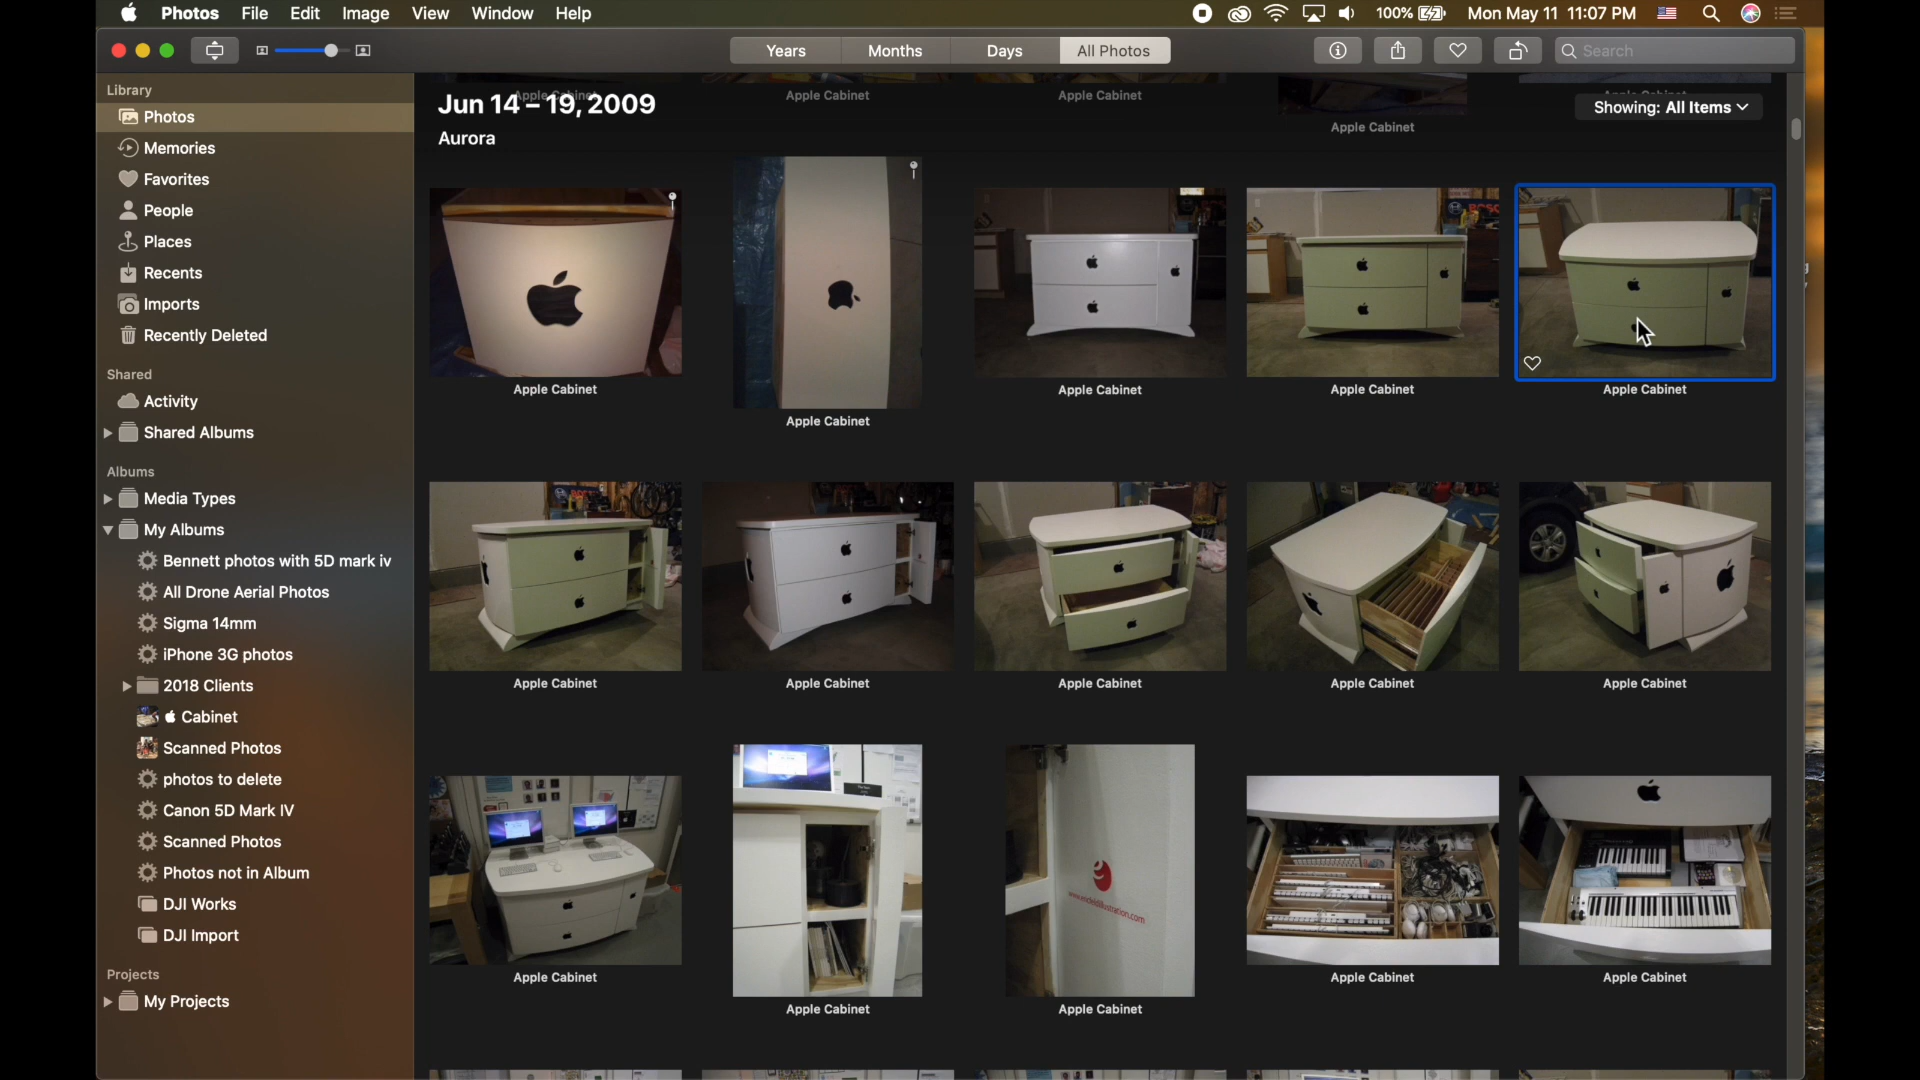 Photos File Edit Image View Window Help
100% Mon May 11 11:07 PM
Years Months Days All Photos
Search
Library
Photos
Memories
Favorites
People
Places
Recents
Imports
Recently Deleted
Shared
Activity
Shared Albums
Albums
Media Types
My Albums
Bennett photos with 5D mark iv
All Drone Aerial Photos
Sigma 14mm
iPhone 3G photos
2018 Clients
Cabinet
Scanned Photos
photos to delete
Canon 5D Mark IV
Scanned Photos
Photos not in Album
DJI Works
DJI Import
Projects
My Projects
Apple Cabinet Apple Cabinet Apple Cabinet Apple Cabinet
Apple Cabinet
Jun 14 – 19, 2009
Aurora
Showing: All Items
BOSCH
Apple Cabinet Apple Cabinet Apple Cabinet Apple Cabinet
Apple Cabinet
Apple Cabinet Apple Cabinet Apple Cabinet Apple Cabinet Apple Cabinet
Apple Cabinet Apple Cabinet Apple Cabinet
Apple Cabinet Apple Cabinet